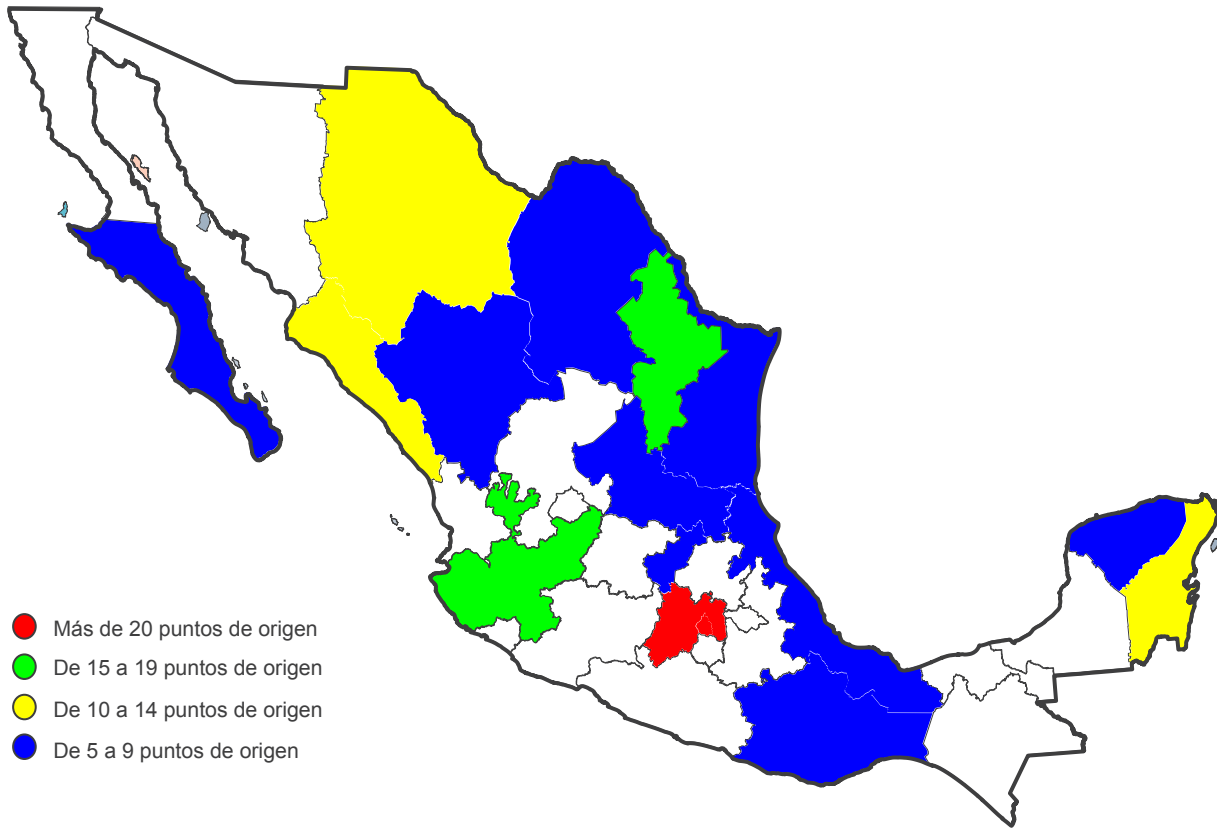 Más de 20 puntos de origen
De 15 a 19 puntos de origen
De 10 a 14 puntos de origen
De 5 a 9 puntos de origen